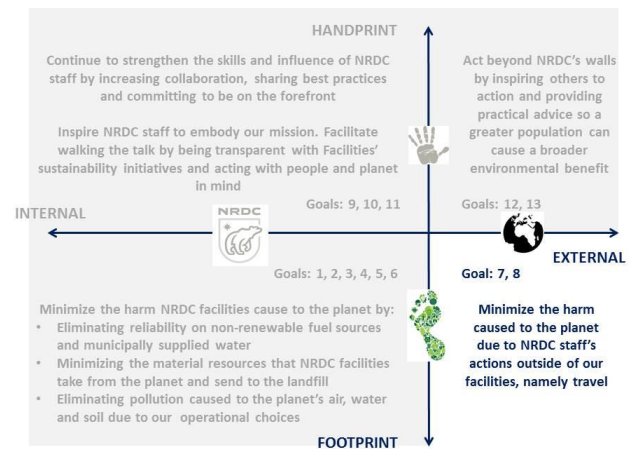 HANDPRINT
Continue to strengthen the skills and influence of NRDC
staff by increasing collaboration, sharing best practices
and committing to be on the forefront
Inspire NRDC staff to embody our mission. Facilitate
walking the talk by being transparent with Facilities'
sustainability initiatives and acting with people and planet
in mind
Goals: 9, 10, 11
Act beyond NRDC's walls
by inspiring others to
action and providing
practical advice so a
greater population can
cause a broader
environmental benefit
Goals: 12, 13
INTERNAL
NRDC
EXTERNAL
Goals: 1, 2, 3, 4, 5, 6
Minimize the harm NRDC facilities cause to the planet by:
• Eliminating reliability on non-renewable fuel sources
and municipally supplied water
• Minimizing the material resources that NRDC facilities
take from the planet and send to the landfill
• Eliminating pollution caused to the planet's air, water
and soil due to our operational choices
Goal: 7, 8
Minimize the harm
caused to the planet
due to NRDC staff's
actions outside of our
facilities, namely travel
FOOTPRINT